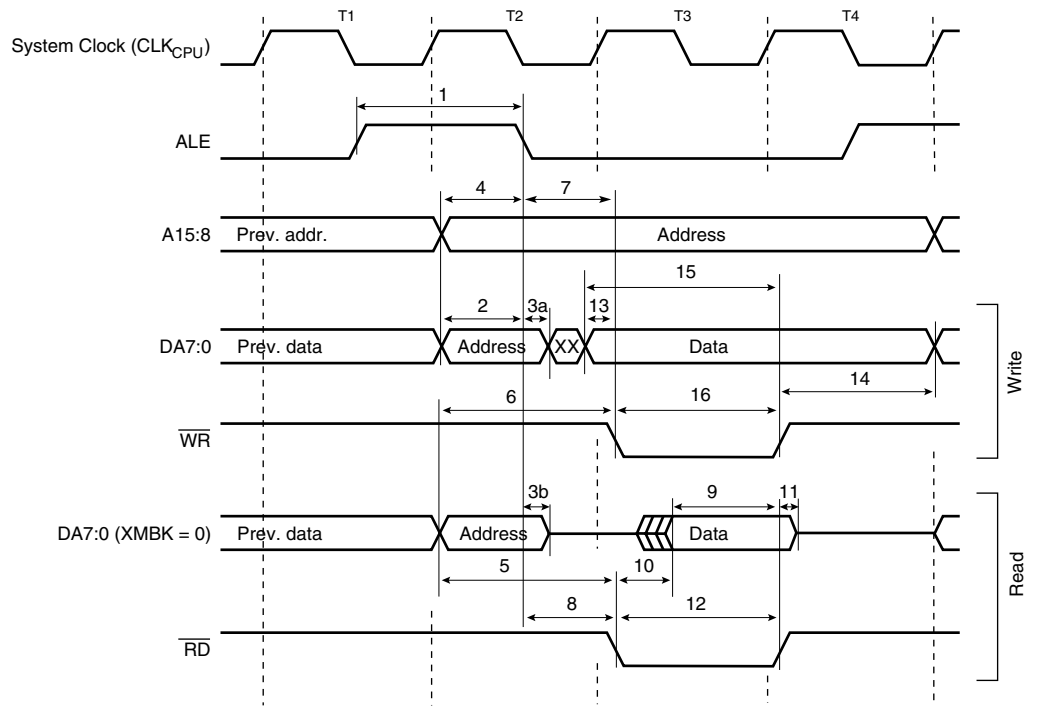 T1 T2 T3 T4
System Clock (CLKCPU)
1
ALE
4 7
A15:8 Prev. addr. Address
15
2 3a 13
DA7:0 Prev. data Address XX Data
14
6 16
WR
Write
3b 9 11
DA7:0 (XMBK = 0) Prev. data Address Data
5 10
8 12
RD
Read